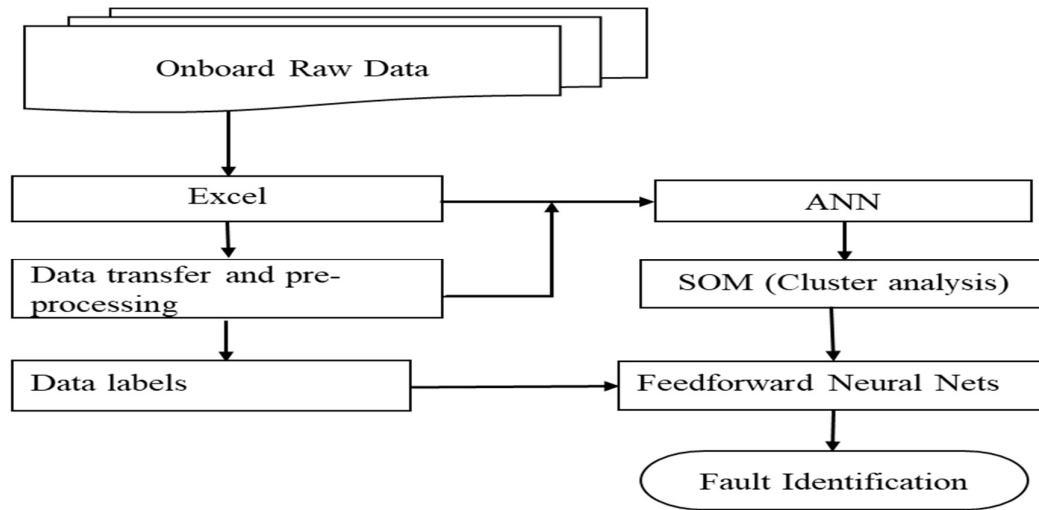 Onboard Raw Data
Excel
ANN
Data transfer and pre-
processing
SOM (Cluster analysis)
Data labels
Feedforward Neural Nets
Fault Identification